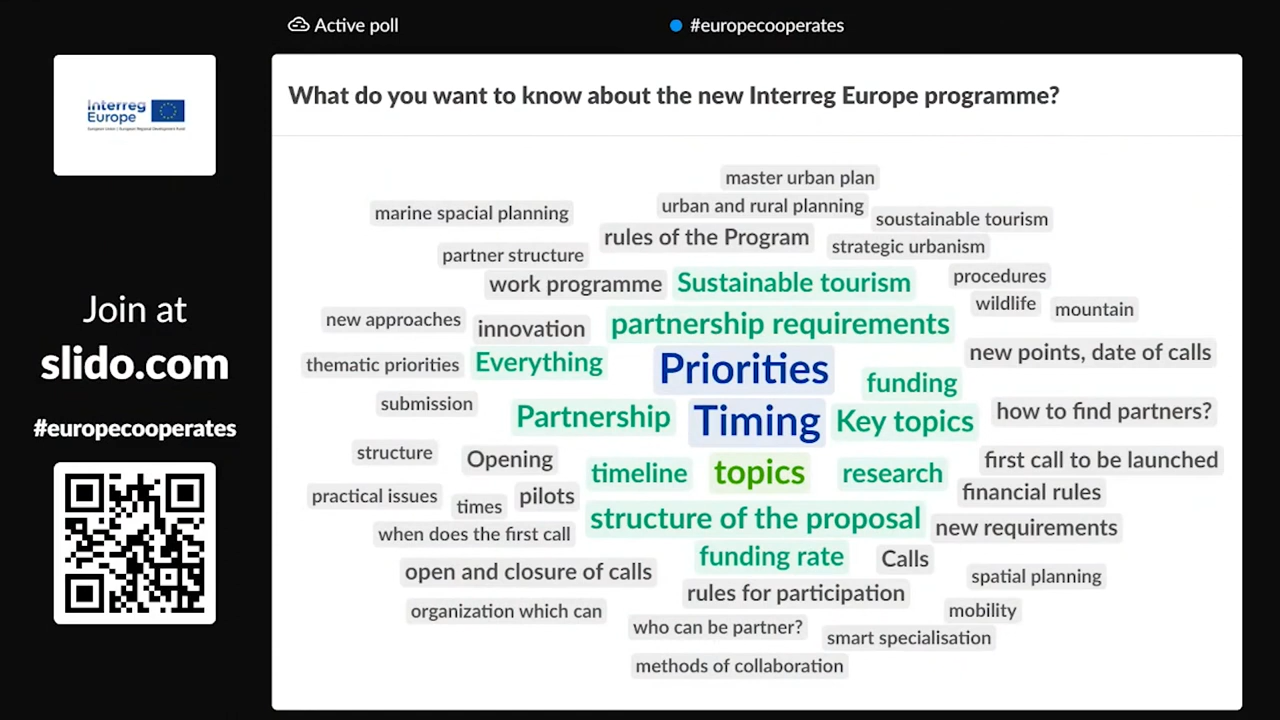 Active poll
#europecooperates
Interreg
Europe
What do you want to know about the new Interreg Europe programme?
master urban plan
marine spacial planning
urban and rural planning
soustainable tourism
rules of the Program
strategic urbanism
partner structure
work programme
Sustainable tourism
procedures
wildlife
mountain
new approaches
innovation
partnership requirements
thematic priorities
Everything
Priorities
new points, date of calls
funding
submission
Partnership
Timing
Key topics
how to find partners?
structure
Opening
timeline
topics
research
first call to be launched
practical issues
times
pilots
financial rules
structure of the proposal
new requirements
when does the first call
funding rate
Calls
open and closure of calls
spatial planning
rules for participation
organization which can
mobility
who can be partner?
smart specialisation
methods of collaboration
Join at
slido.com
#europecooperates